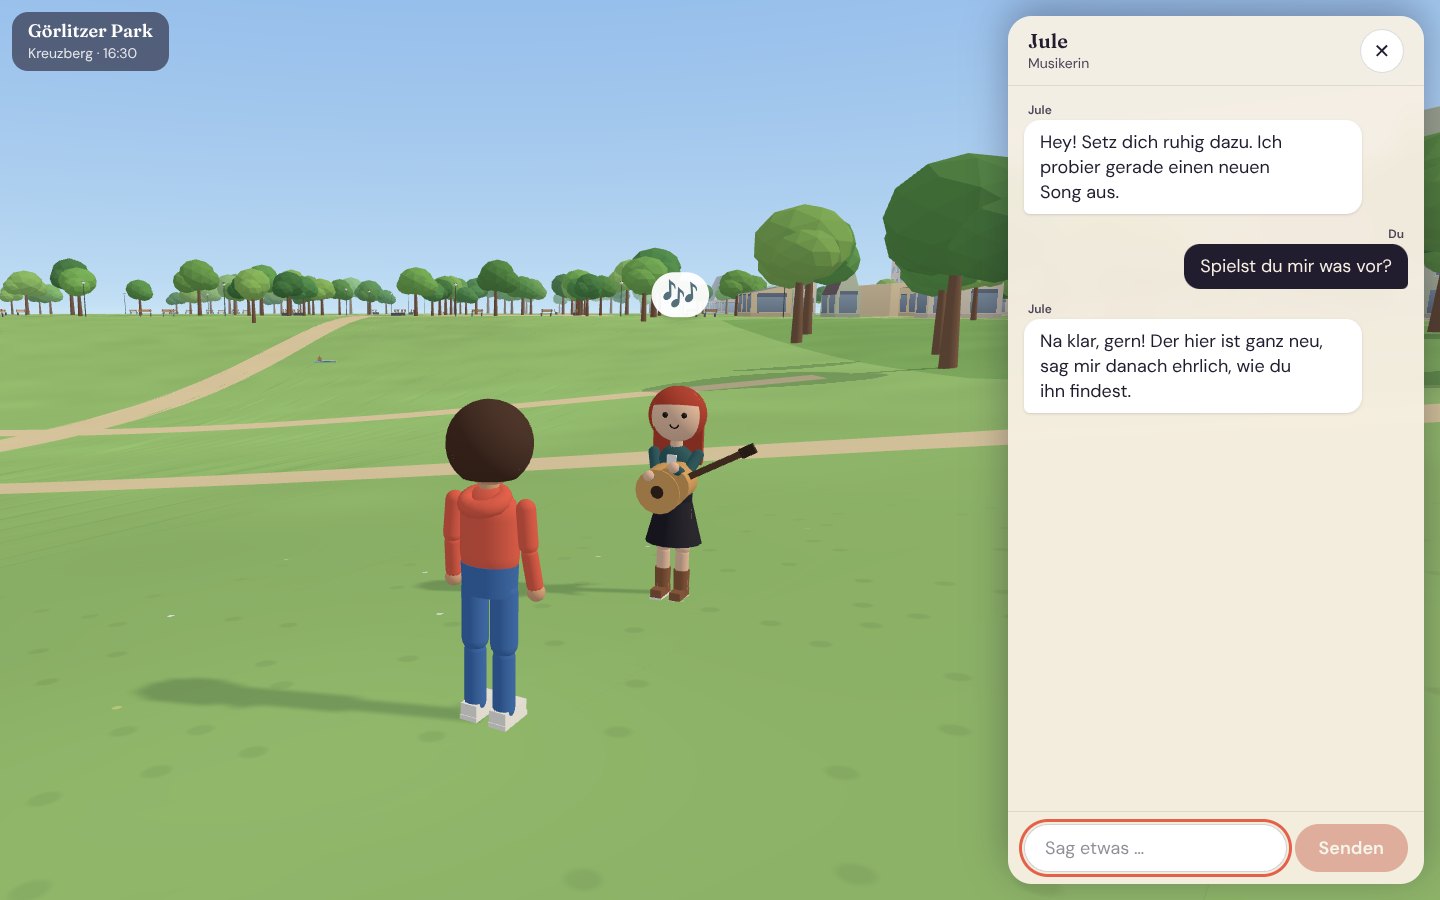 Görlitzer Park
Kreuzberg · 16:30
Jule
Musikerin
Jule
Hey! Setz dich ruhig dazu. Ich
probier gerade einen neuen
Song aus.
Du
Spielst du mir was vor?
Jule
Na klar, gern! Der hier ist ganz neu,
sag mir danach ehrlich, wie du
ihn findest.
Sag etwas …
Senden